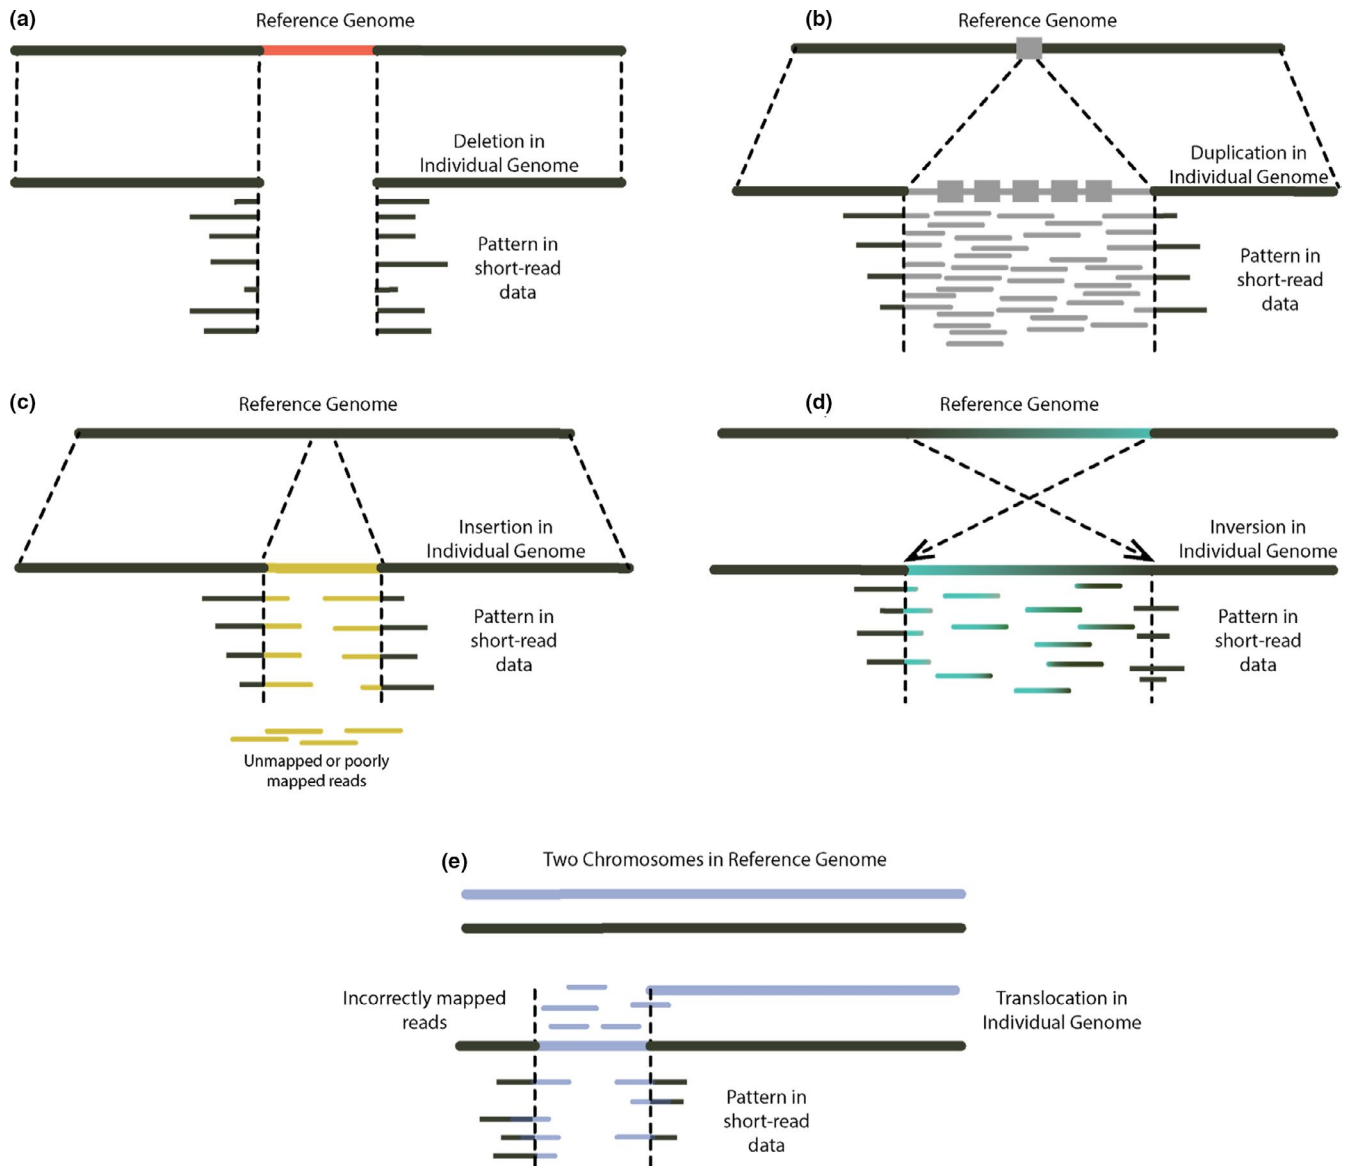 (a)
Reference Genome
Deletion in
Individual Genome
Pattern in
short-read
data
(b)
Reference Genome
Duplication in
Individual Genome
Pattern in
short-read
data
(c)
Reference Genome
Insertion in
Individual Genome
Pattern in
short-read
data
Unmapped or poorly
mapped reads
(d)
Reference Genome
Inversion in
Individual Genome
Pattern in
short-read
data
(e)
Two Chromosomes in Reference Genome
Incorrectly mapped
reads
Translocation in
Individual Genome
Pattern in
short-read
data